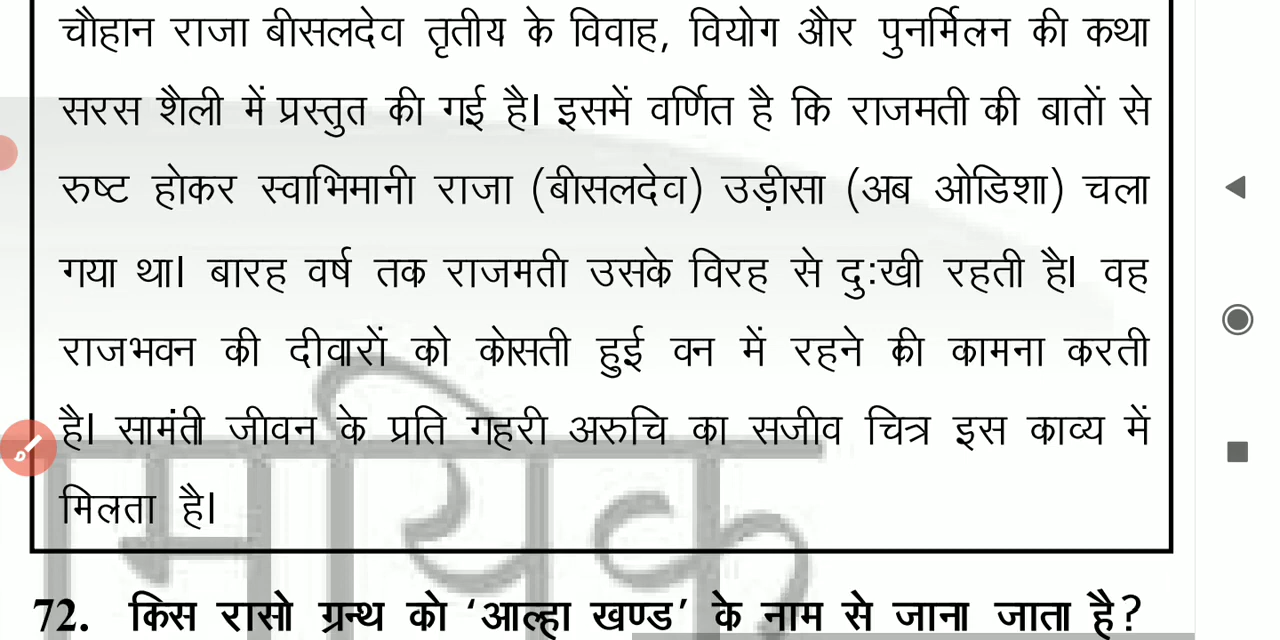 चौहान राजा बीसलदेव तृतीय के विवाह, वियोग और पुनर्मिलन की कथा
सरस शैली में प्रस्तुत की गई है। इसमें वर्णित है कि राजमती की बातों से
रुष्ट होकर स्वाभिमानी राजा (बीसलदेव) उड़ीसा (अब ओडिशा) चला
गया था। बारह वर्ष तक राजमती उसके विरह से दुःखी रहती है। वह
राजभवन की दीवारों को कोसती हुई वन में रहने की कामना करती
है। सामंती जीवन के प्रति गहरी अरुचि का सजीव चित्र इस काव्य में
मिलता है।
72. किस रासो ग्रन्थ को ‘आल्हा खण्ड’ के नाम से जाना जाता है?